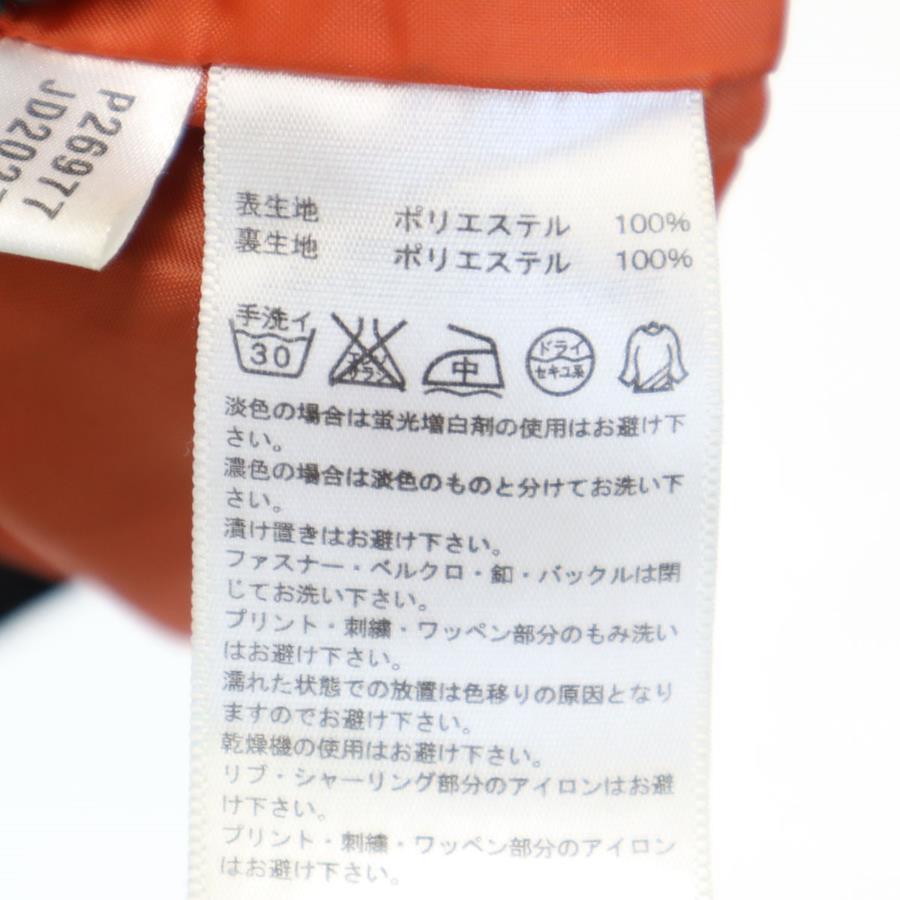 P26977
JD202
表生地 ポリエステル 100%
裏生地 ポリエステル 100%
手洗イ
30
エンソ
サラシ
中
ドライ
セキユ系
淡色の場合は蛍光増白剤の使用はお避け下
さい。
濃色の場合は淡色のものと分けてお洗い下
さい。
漬け置きはお避け下さい。
ファスナー・ベルクロ・釦・バックルは閉
じてお洗い下さい。
プリント・刺繍・ワッペン部分のもみ洗い
はお避け下さい。
濡れた状態での放置は色移りの原因となり
ますのでお避け下さい。
乾燥機の使用はお避け下さい。
リブ・シャーリング部分のアイロンはお避
け下さい。
プリント・刺繍・ワッペン部分のアイロン
はお避け下さい。